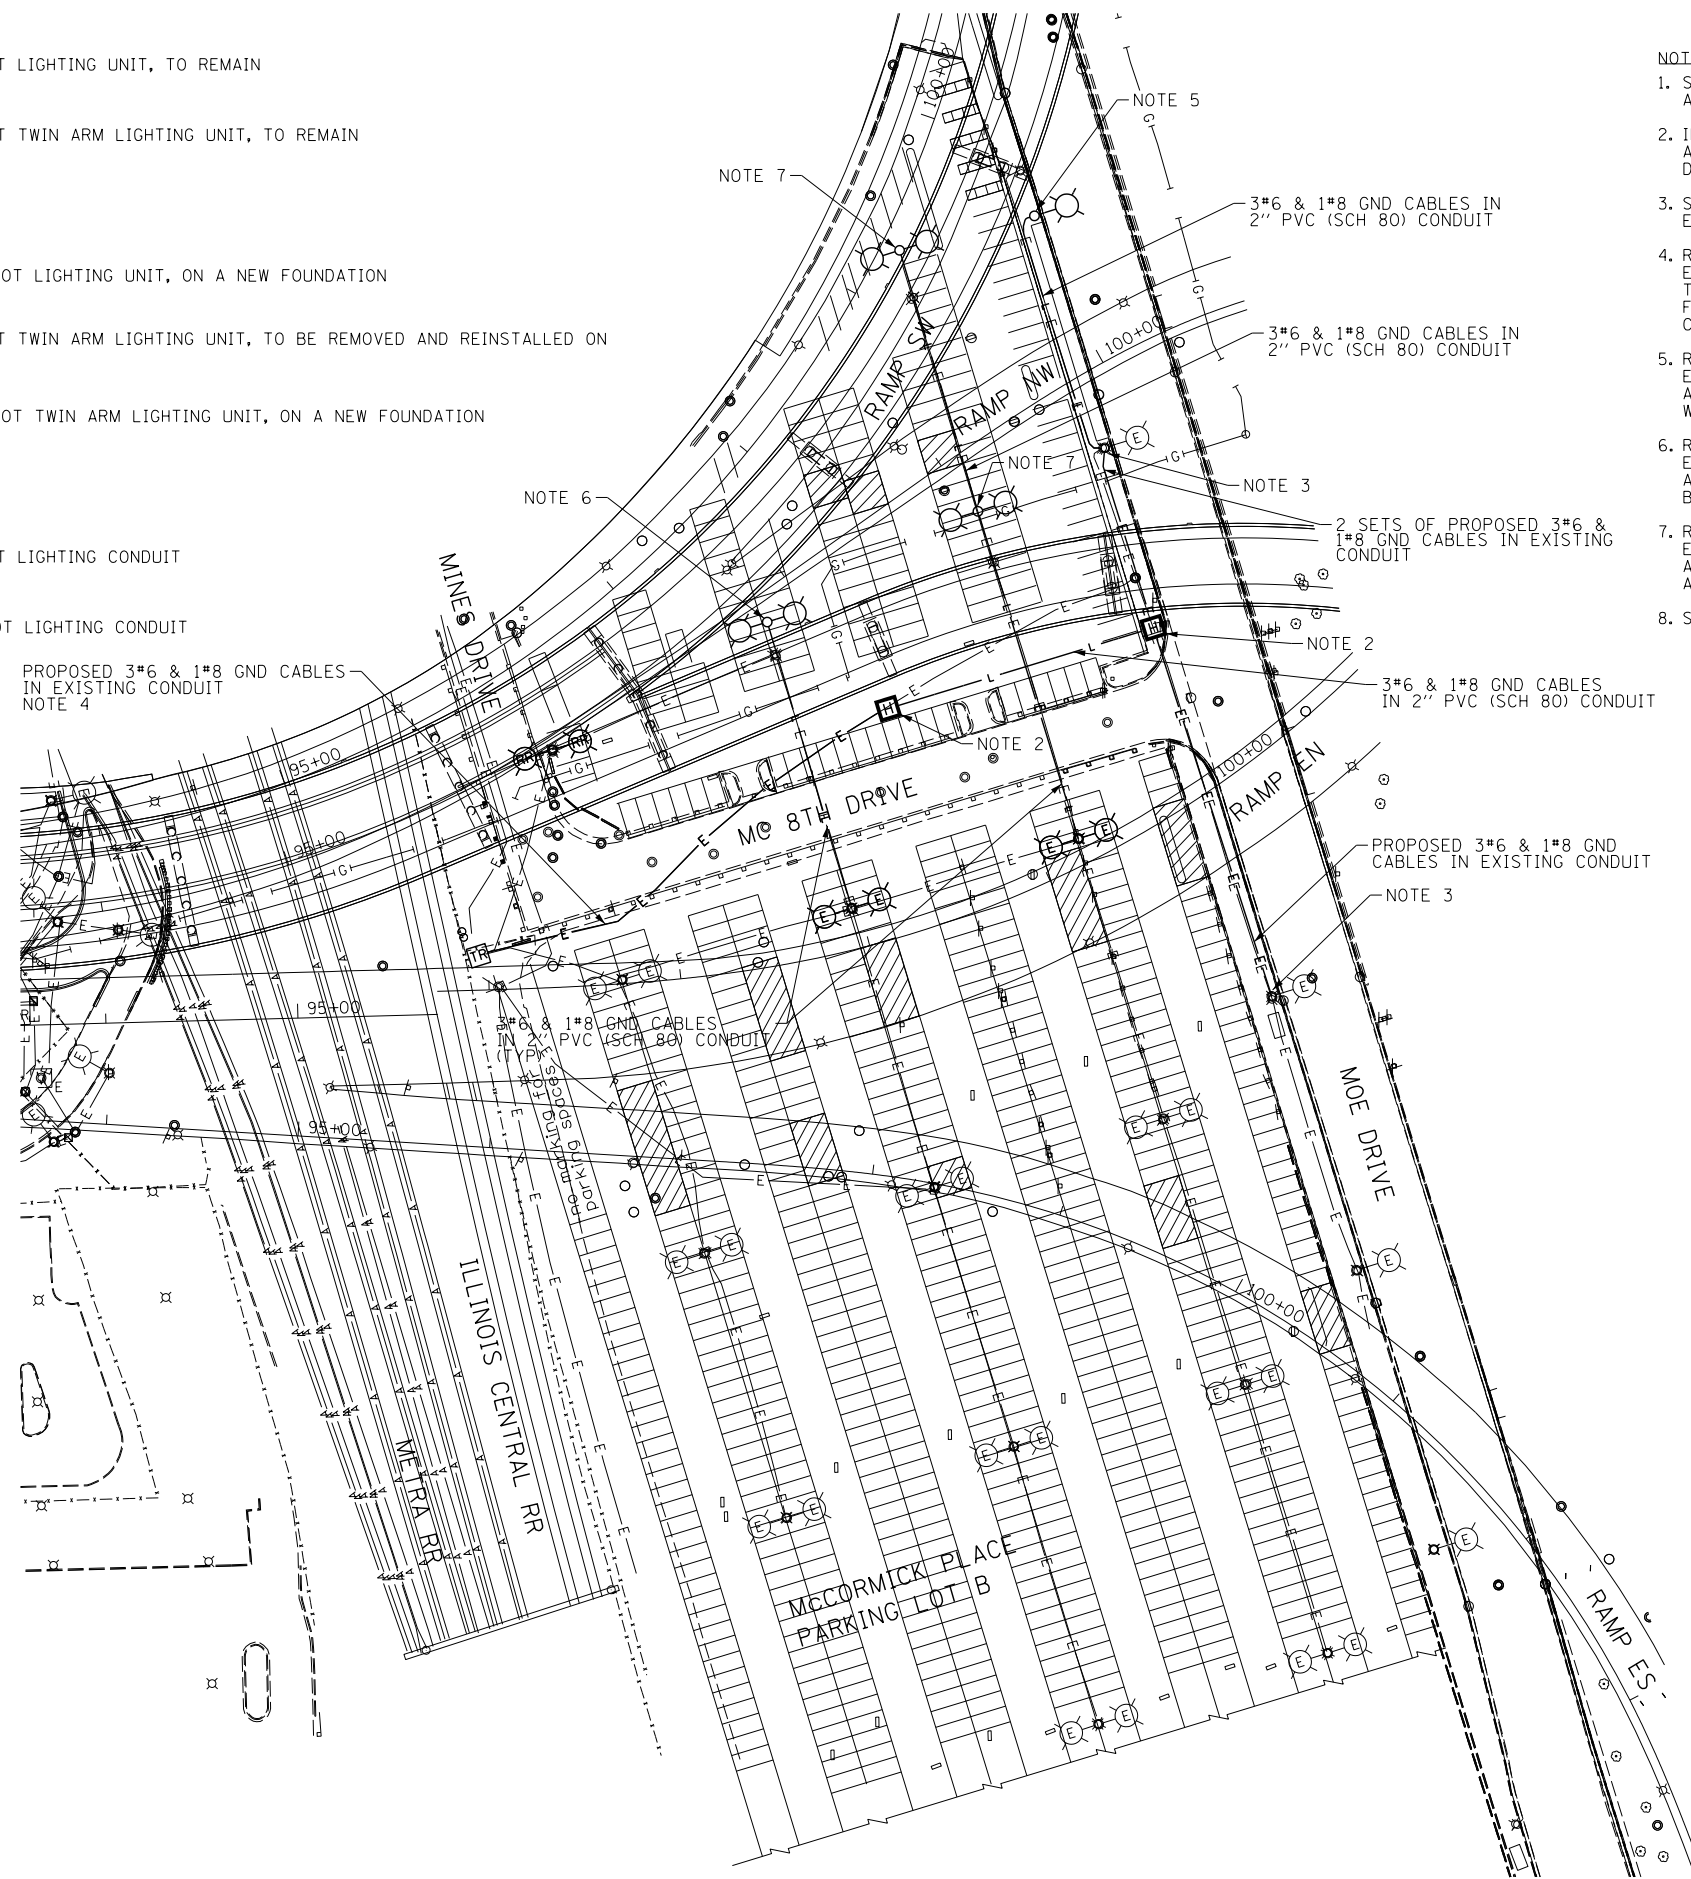 T LIGHTING UNIT, TO REMAIN
T TWIN ARM LIGHTING UNIT, TO REMAIN
OT LIGHTING UNIT, ON A NEW FOUNDATION
T TWIN ARM LIGHTING UNIT, TO BE REMOVED AND REINSTALLED ON
OT TWIN ARM LIGHTING UNIT, ON A NEW FOUNDATION
T LIGHTING CONDUIT
OT LIGHTING CONDUIT
PROPOSED 3#6 & 1#8 GND CABLES
IN EXISTING CONDUIT
NOTE 4
NOTE 7
NOTE 5
3#6 & 1#8 GND CABLES IN
2'' PVC (SCH 80) CONDUIT
3#6 & 1#8 GND CABLES IN
2'' PVC (SCH 80) CONDUIT
100+00
100+00
RAMP SW
RAMP NW
NOTE 7
NOTE 3
NOTE 6
2 SETS OF PROPOSED 3#6 &
1#8 GND CABLES IN EXISTING
CONDUIT
MINES DRIVE
NOTE 2
3#6 & 1#8 GND CABLES
IN 2'' PVC (SCH 80) CONDUIT
NOTE 2
MC 8TH DRIVE
100+00
RAMP EN
95+00
95+00
PROPOSED 3#6 & 1#8 GND
CABLES IN EXISTING CONDUIT
NOTE 3
TR
95+00
3#6 & 1#8 GND CABLES
IN 2'' PVC (SCH 80) CONDUIT
(TYP)
no marking for
parking spaces
95+00
MOE DRIVE
100+00
ILLINOIS CENTRAL RR
METRA RR
McCORMICK PLACE
PARKING LOT B
RAMP ES
NOT
1. S
A
2. I
A
D
3. S
E
4. R
E
T
F
C
5. R
E
A
W
6. R
E
A
B
7. R
E
A
A
8. S